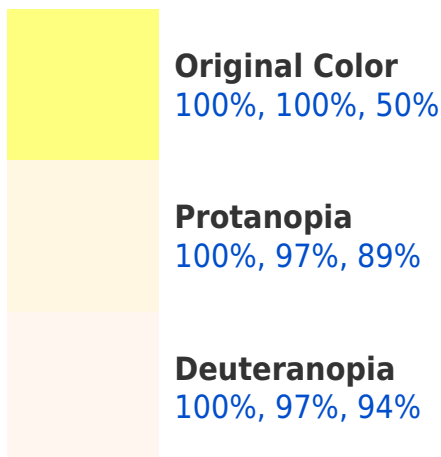 Original Color
100%, 100%, 50%
Protanopia
100%, 97%, 89%
Deuteranopia
100%, 97%, 94%